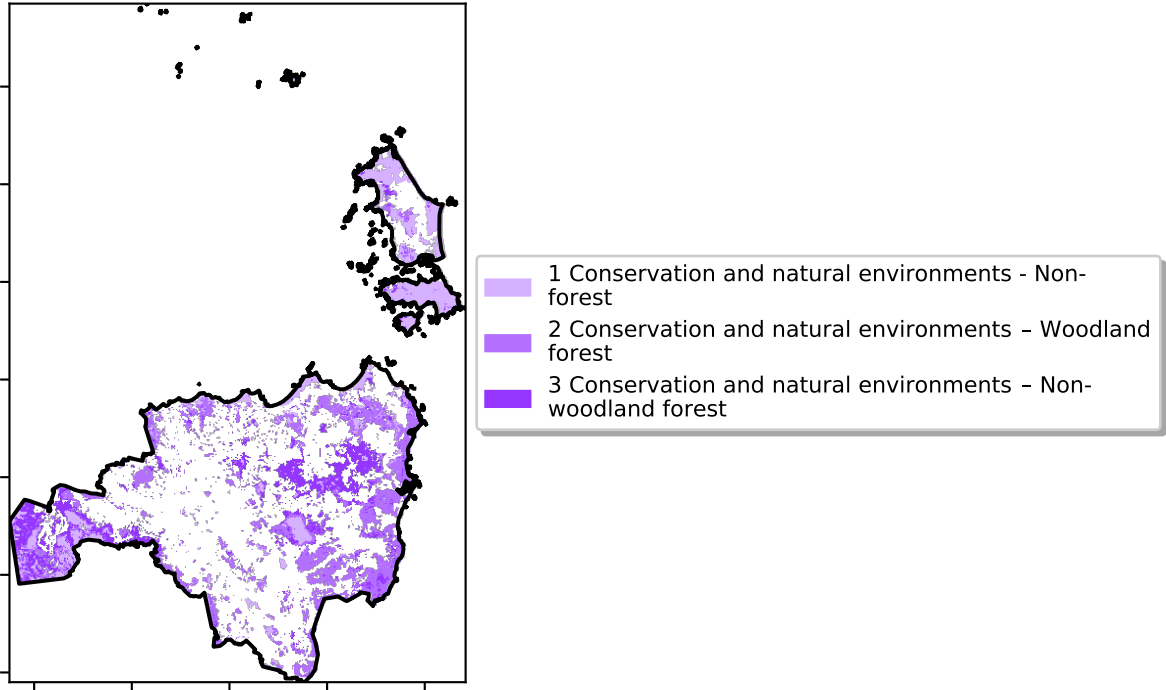 1 Conservation and natural environments - Non-
forest
2 Conservation and natural environments – Woodland
forest
3 Conservation and natural environments – Non-
woodland forest